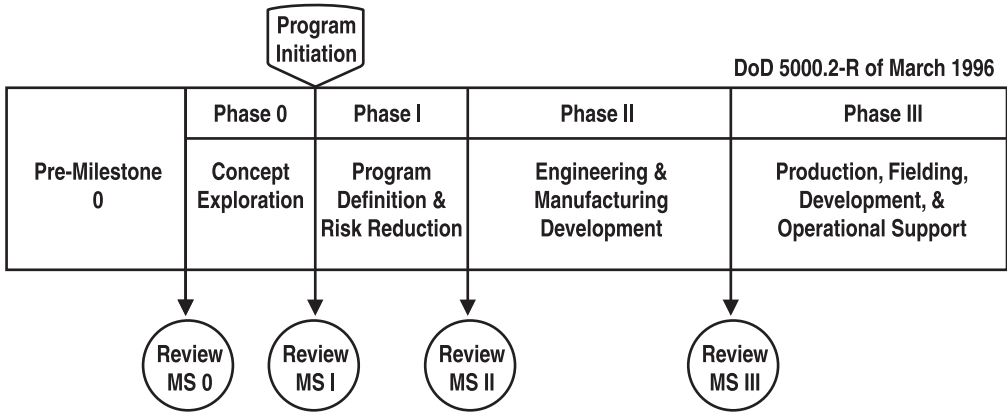 Program
Initiation
DoD 5000.2-R of March 1996
Phase 0
Phase I
Phase II
Phase III
Pre-Milestone
0
Concept
Exploration
Program
Definition &
Risk Reduction
Engineering &
Manufacturing
Development
Production, Fielding,
Development, &
Operational Support
Review
MS 0
Review
MS I
Review
MS II
Review
MS III